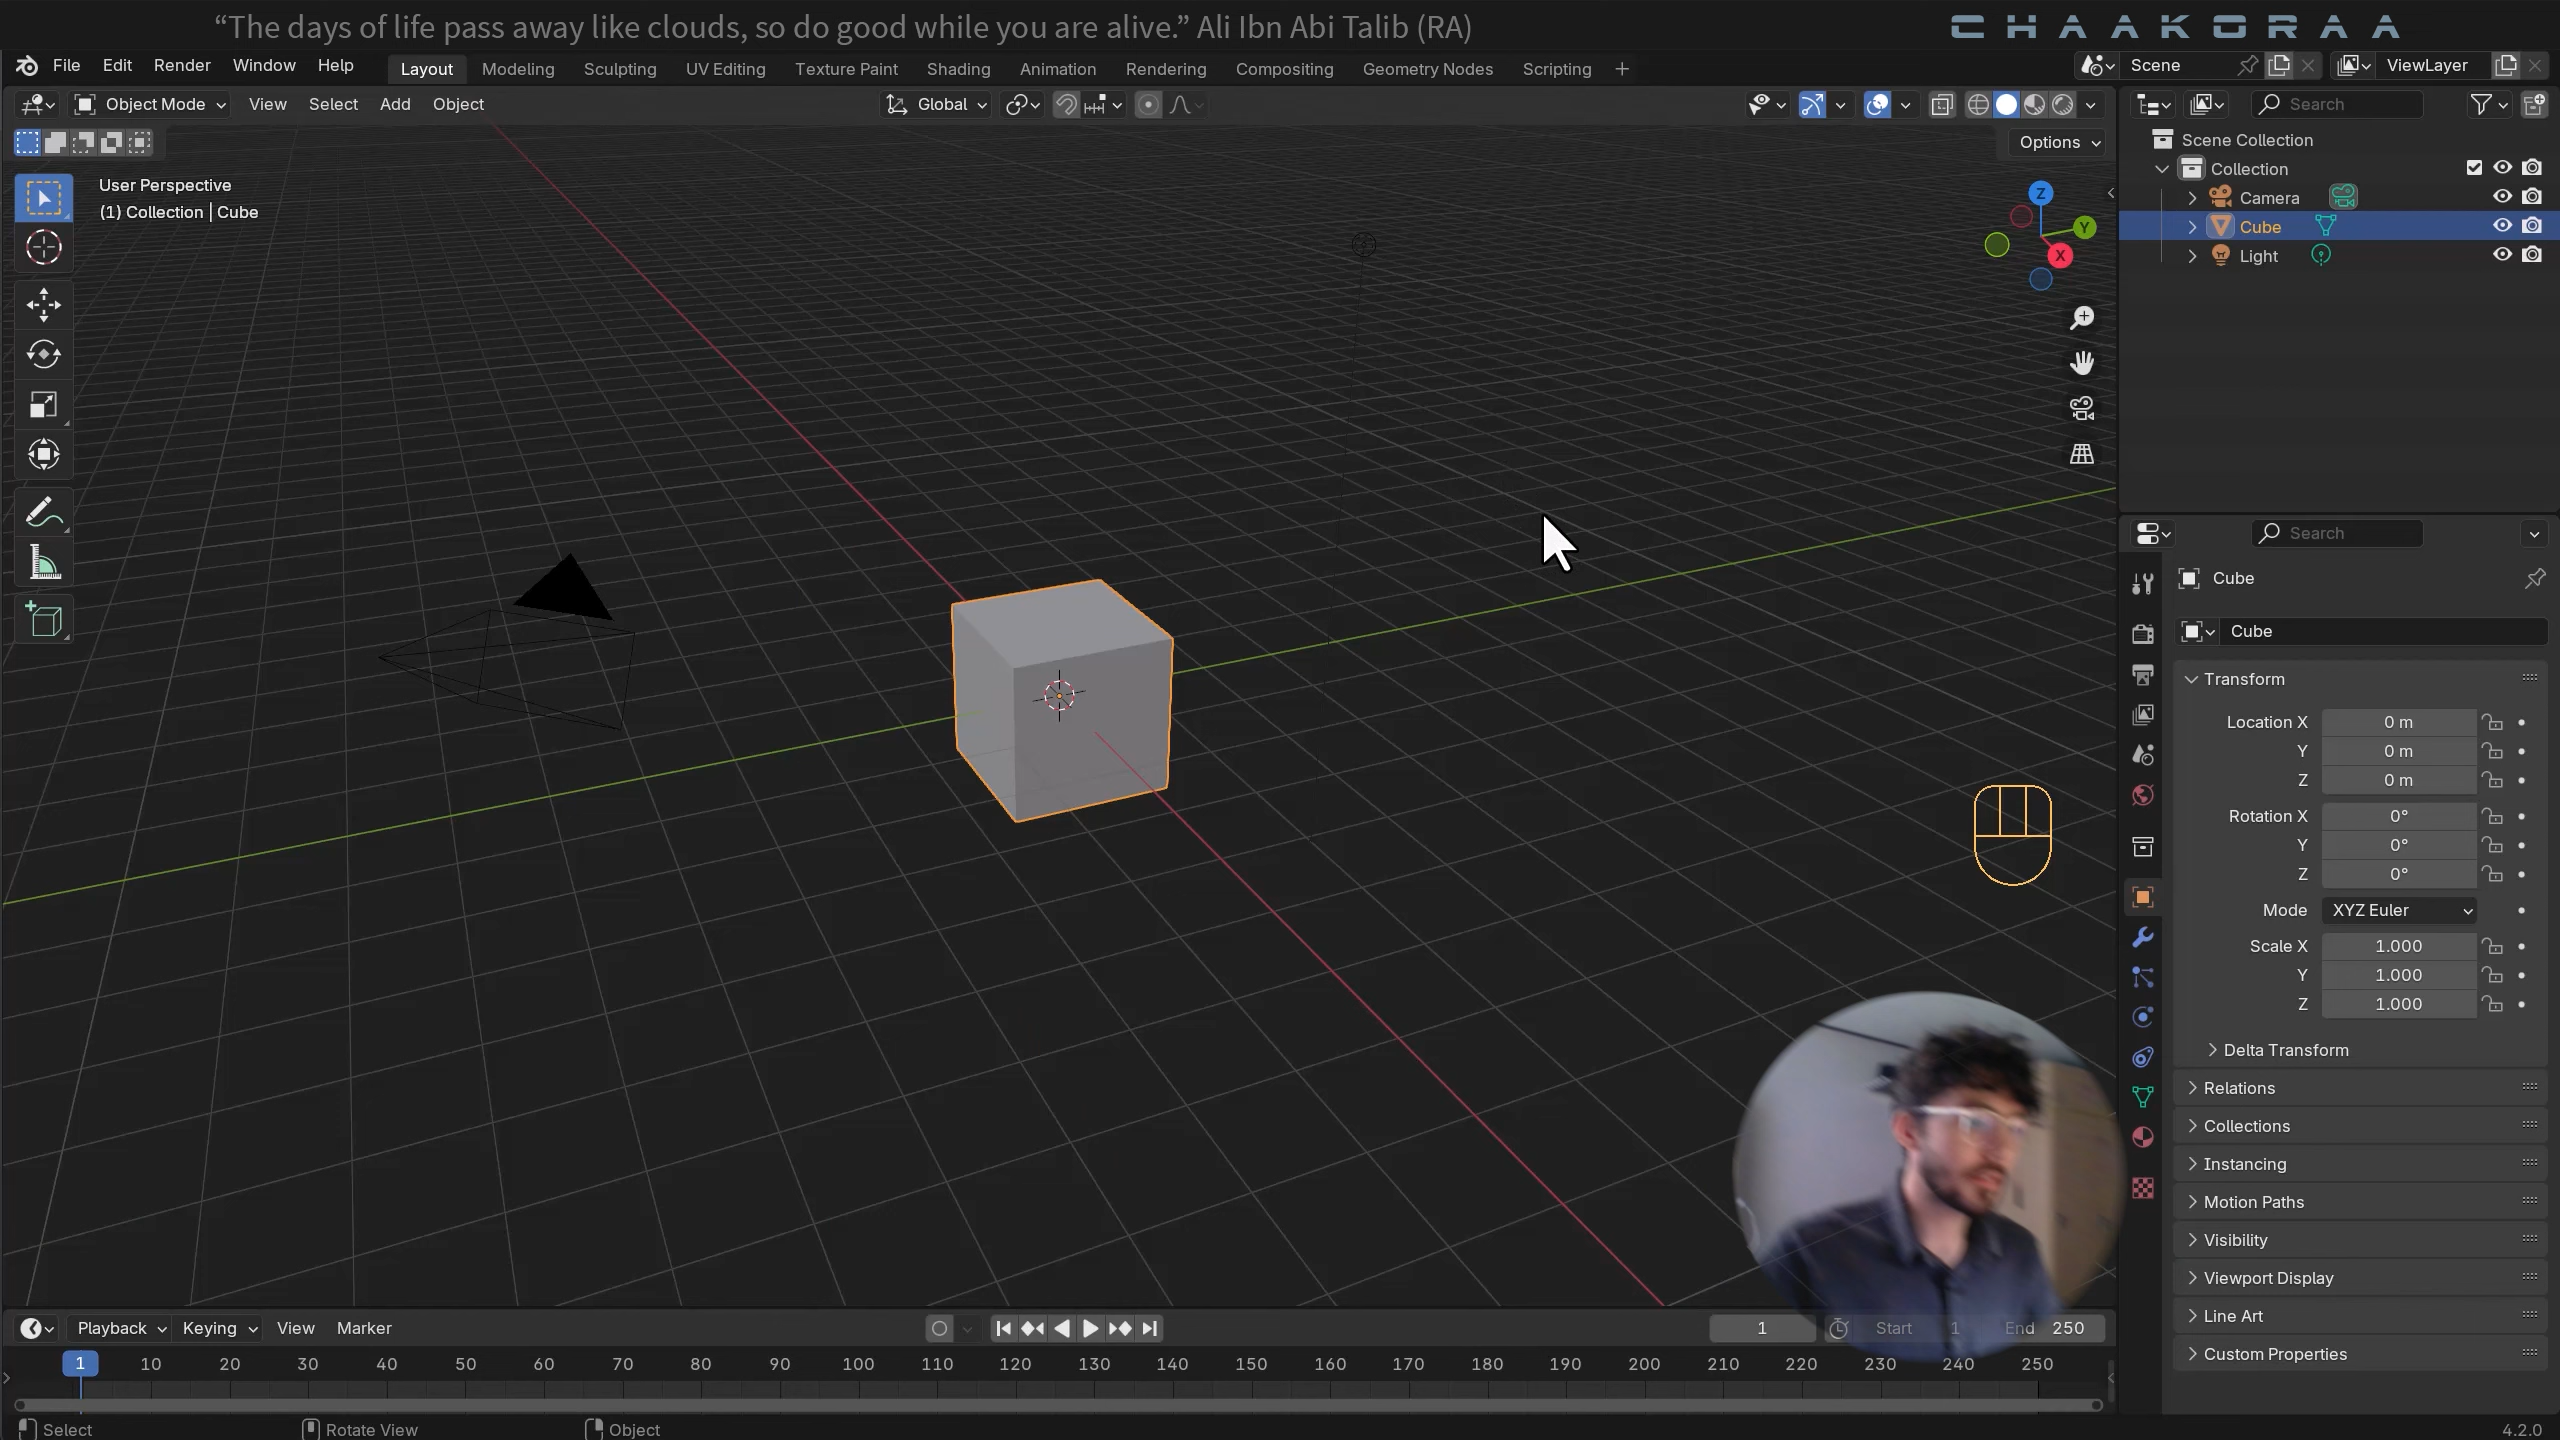 “The days of life pass away like clouds, so do good while you are alive.” Ali Ibn Abi Talib (RA)
CHAAKORAA
File Edit Render Window Help
Layout Modeling Sculpting UV Editing Texture Paint Shading Animation Rendering Compositing Geometry Nodes Scripting +
Scene
ViewLayer
Object Mode View Select Add Object
Global
Search
Options
User Perspective
(1) Collection | Cube
Z
Y
X
Scene Collection
Collection
Camera
Cube
Light
Search
Cube
Cube
Transform
Location X 0 m
Y 0 m
Z 0 m
Rotation X 0°
Y 0°
Z 0°
Mode XYZ Euler
Scale X 1.000
Y 1.000
Z 1.000
Delta Transform
Relations
Collections
Instancing
Motion Paths
Visibility
Viewport Display
Line Art
Custom Properties
Playback Keying View Marker
1 Start 1 End 250
1 10 20 30 40 50 60 70 80 90 100 110 120 130 140 150 160 170 180 190 200 210 220 230 240 250
Select Rotate View Object
4.2.0